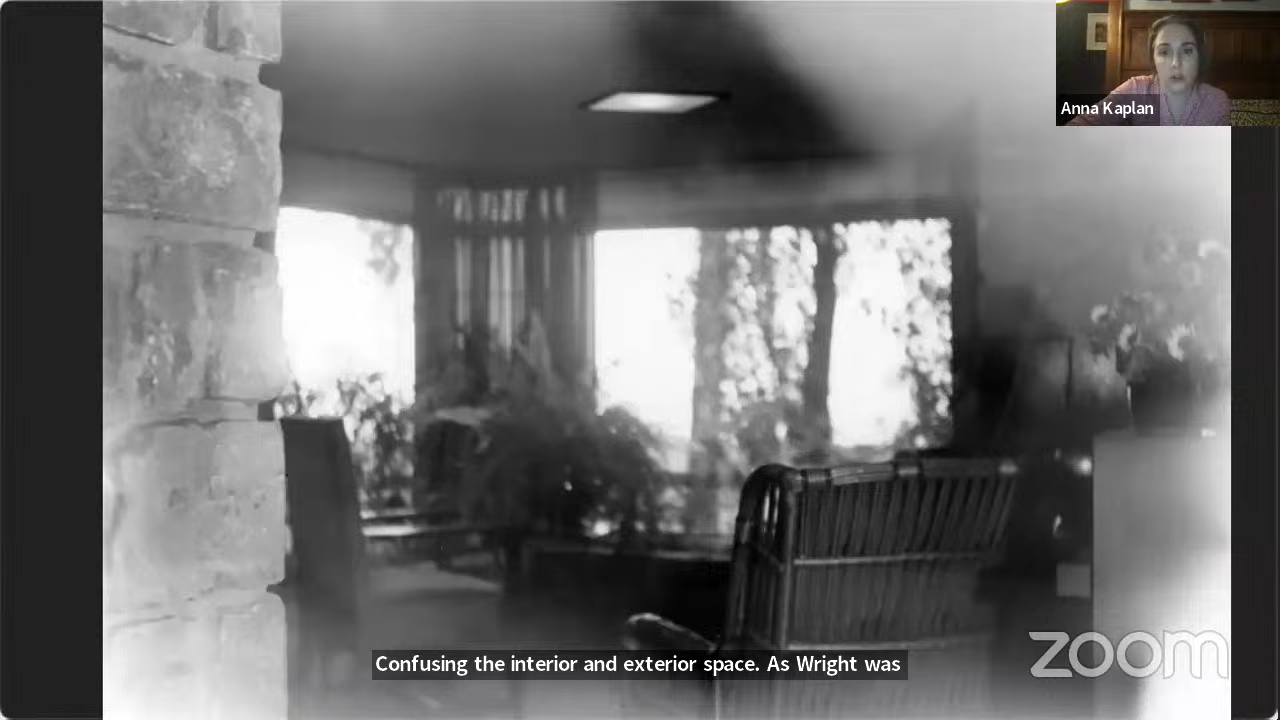 Anna Kaplan
Confusing the interior and exterior space. As Wright was
zoom